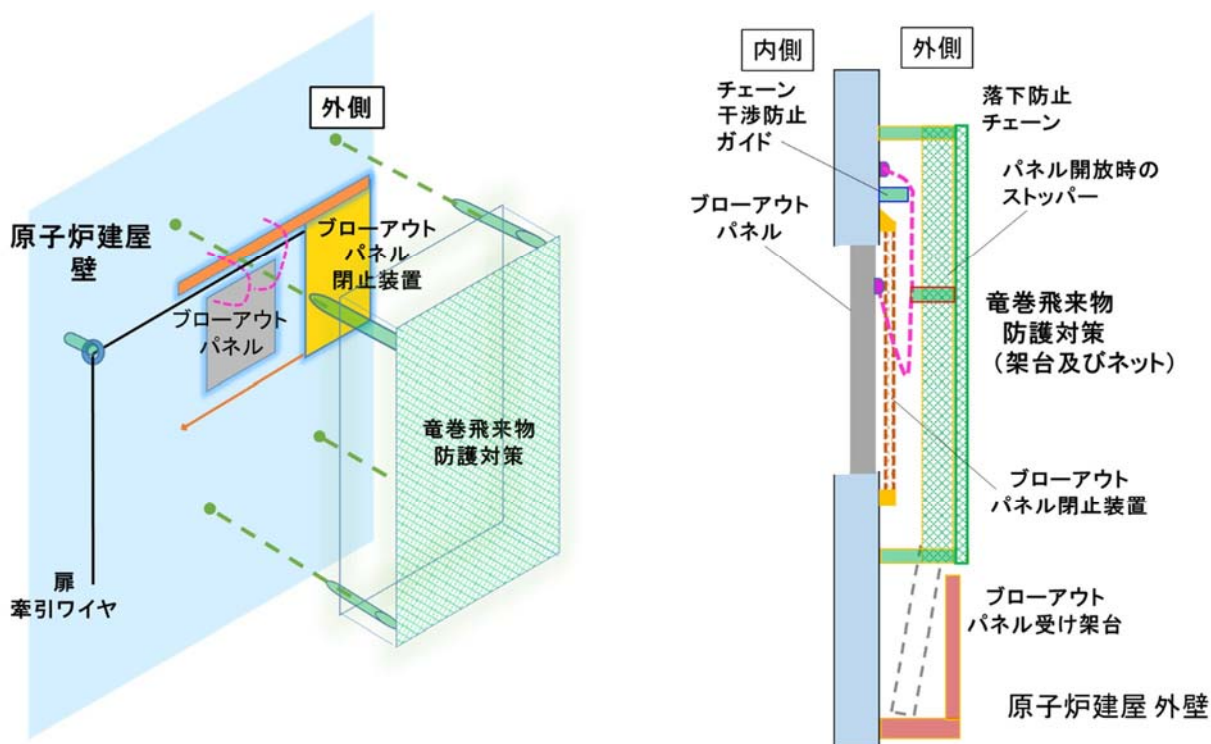 外側
原子炉建屋
壁
ブローアウト
パネル
閉止装置
ブローアウト
パネル
竜巻飛来物
防護対策
扉
牽引ワイヤ
内側
外側
チェーン
干渉防止
ガイド
落下防止
チェーン
パネル開放時の
ストッパー
ブローアウト
パネル
竜巻飛来物
防護対策
（架台及びネット）
ブローアウト
パネル閉止装置
ブローアウト
パネル受け架台
原子炉建屋 外壁